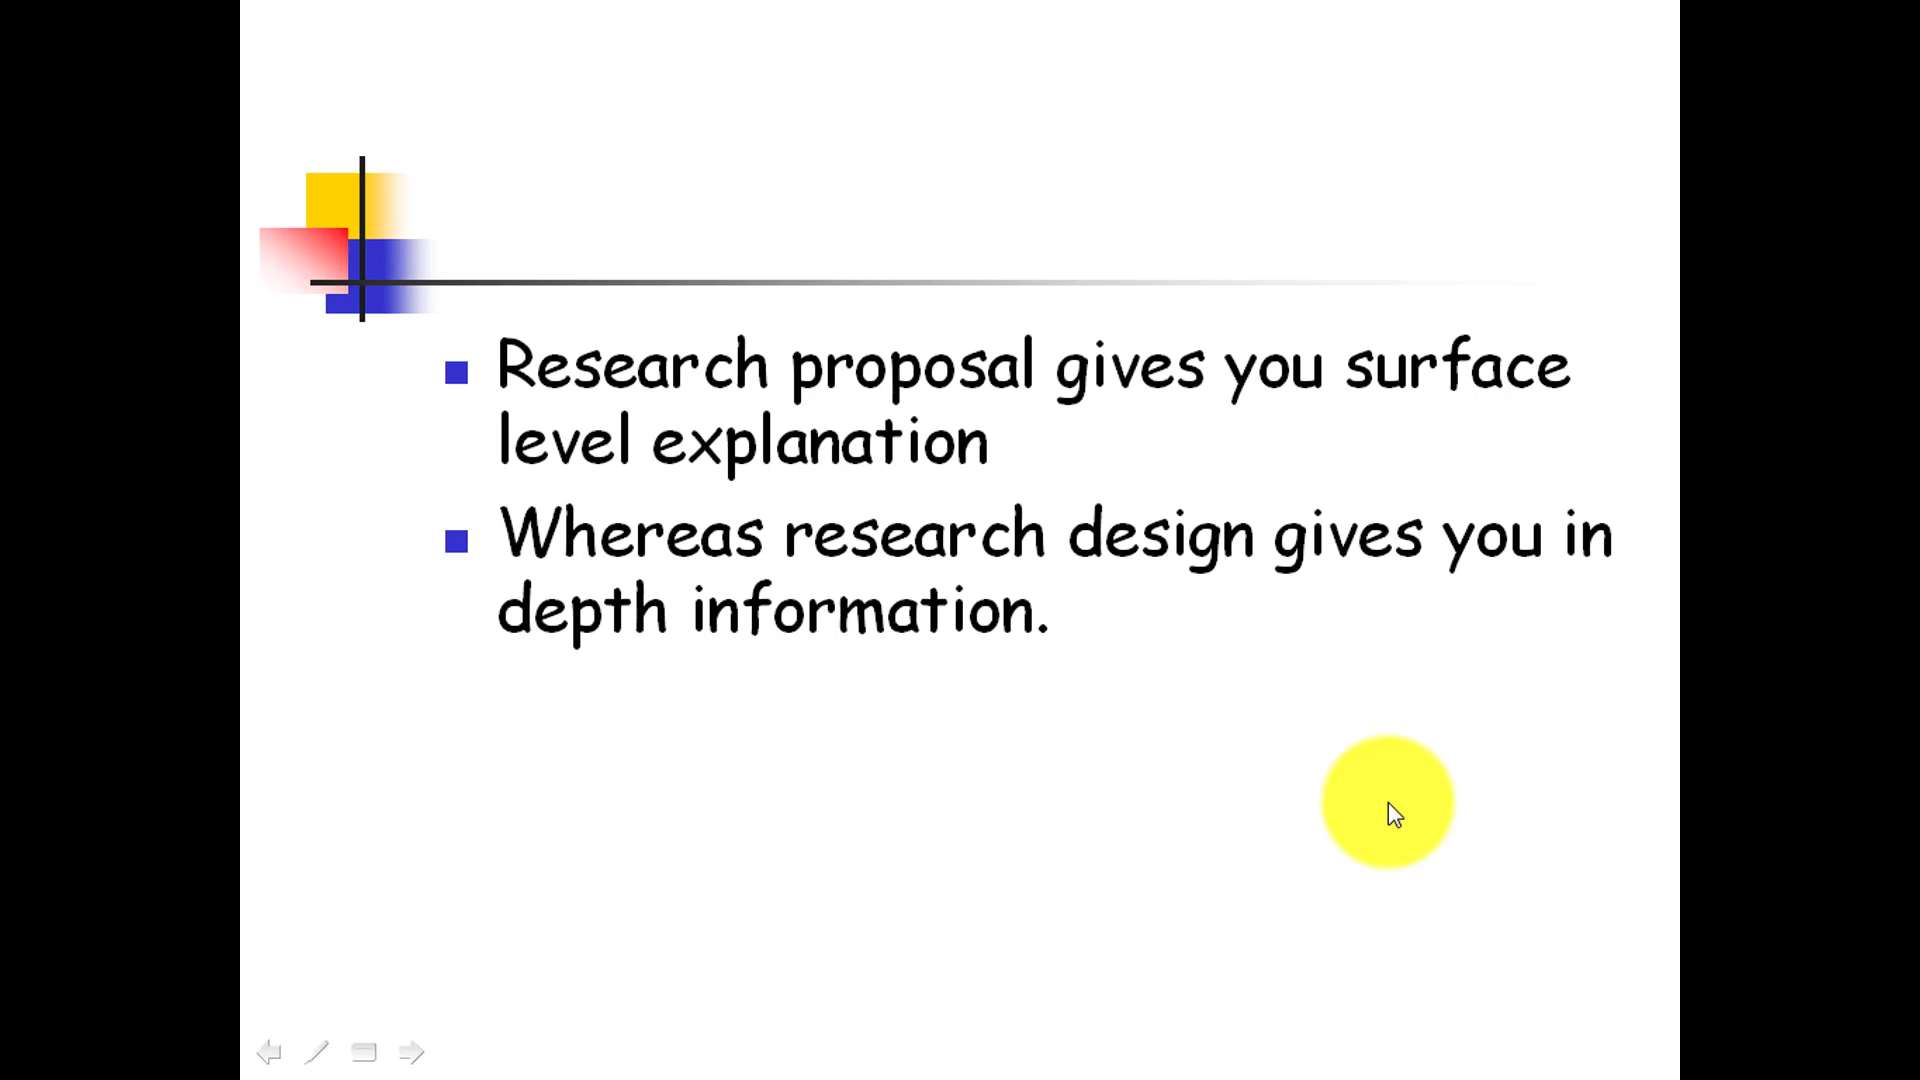 Research proposal gives you surface
level explanation
Whereas research design gives you in
depth information.